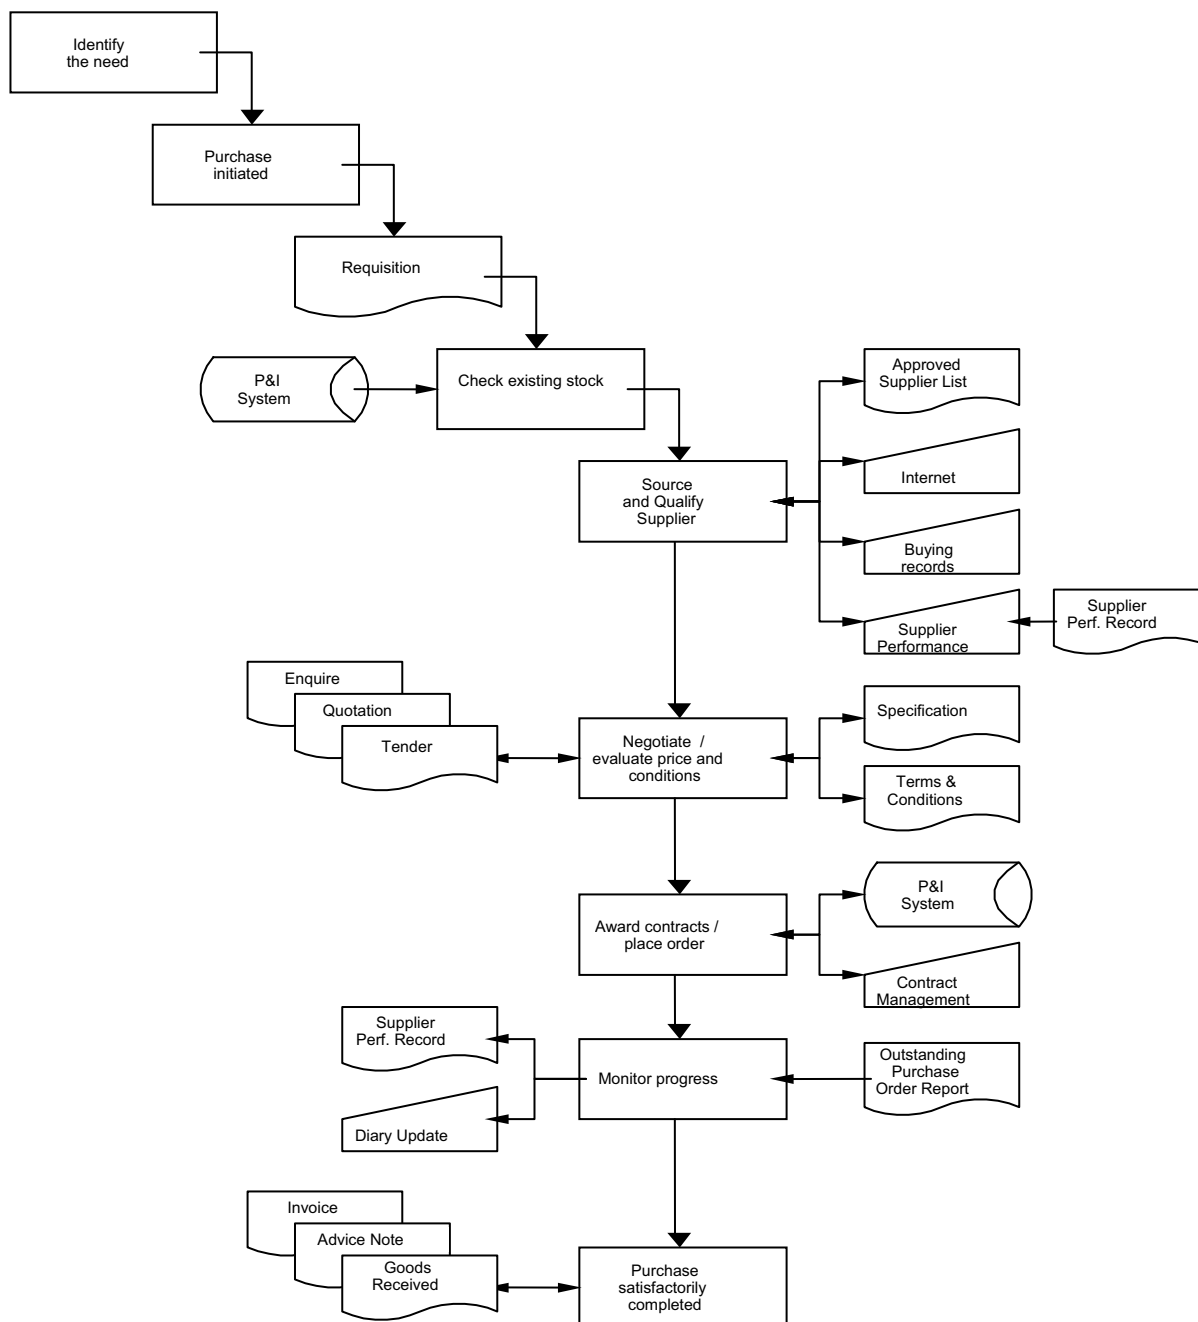 Identify
the need
Purchase
initiated
Requisition
P&I
System
Check existing stock
Approved
Supplier List
Source
and Qualify
Supplier
Internet
Buying
records
Supplier
Performance
Supplier
Perf. Record
Enquire
Quotation
Tender
Negotiate /
evaluate price and
conditions
Specification
Terms &
Conditions
Award contracts /
place order
P&I
System
Contract
Management
Supplier
Perf. Record
Monitor progress
Outstanding
Purchase
Order Report
Diary Update
Invoice
Advice Note
Goods
Received
Purchase
satisfactorily
completed